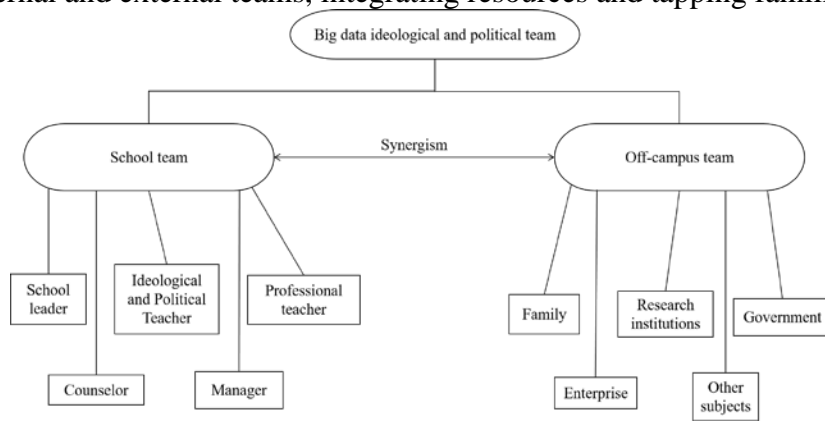 ernal and external teams, integrating resources and tapping famil
Big data ideological and political team
School team
Synergism
Off-campus team
School
leader
Ideological
and Political
Teacher
Professional
teacher
Family
Research
institutions
Government
Counselor
Manager
Enterprise
Other
subjects